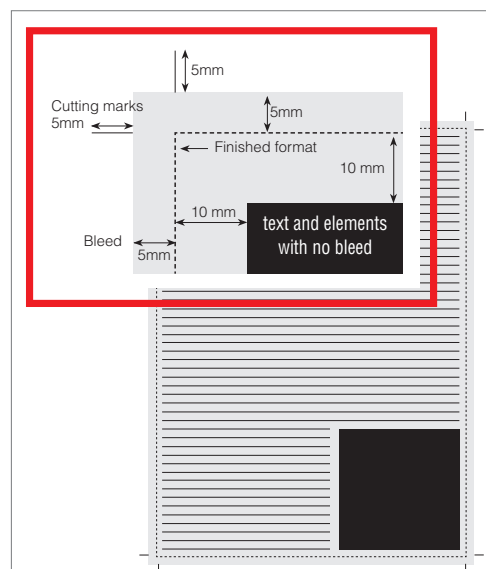 5mm
Cutting marks
5mm
5mm
Finished format
10 mm
10 mm
text and elements
with no bleed
Bleed
5mm